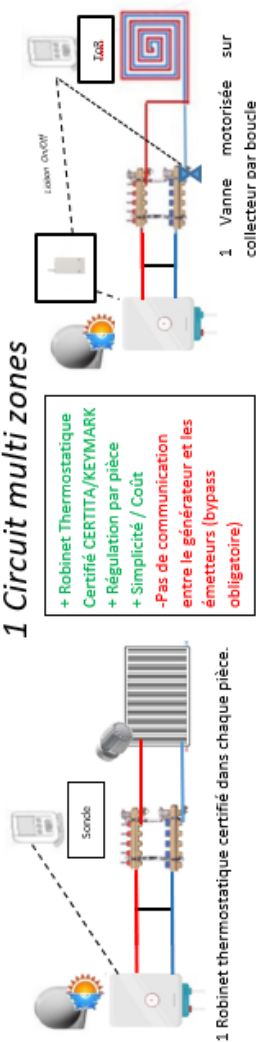 1 Circuit multi zones
Sonde
1 Robinet thermostatique certifié dans chaque pièce.
+ Robinet Thermostatique
Certifié CERTITA/KEYMARK
+ Régulation par pièce
+ Simplicité / Coût
-Pas de communication
entre le générateur et les
émetteurs (bypass
obligatoire)
Liaison On/Off
ToR
1 Vanne motorisée sur
collecteur par boucle